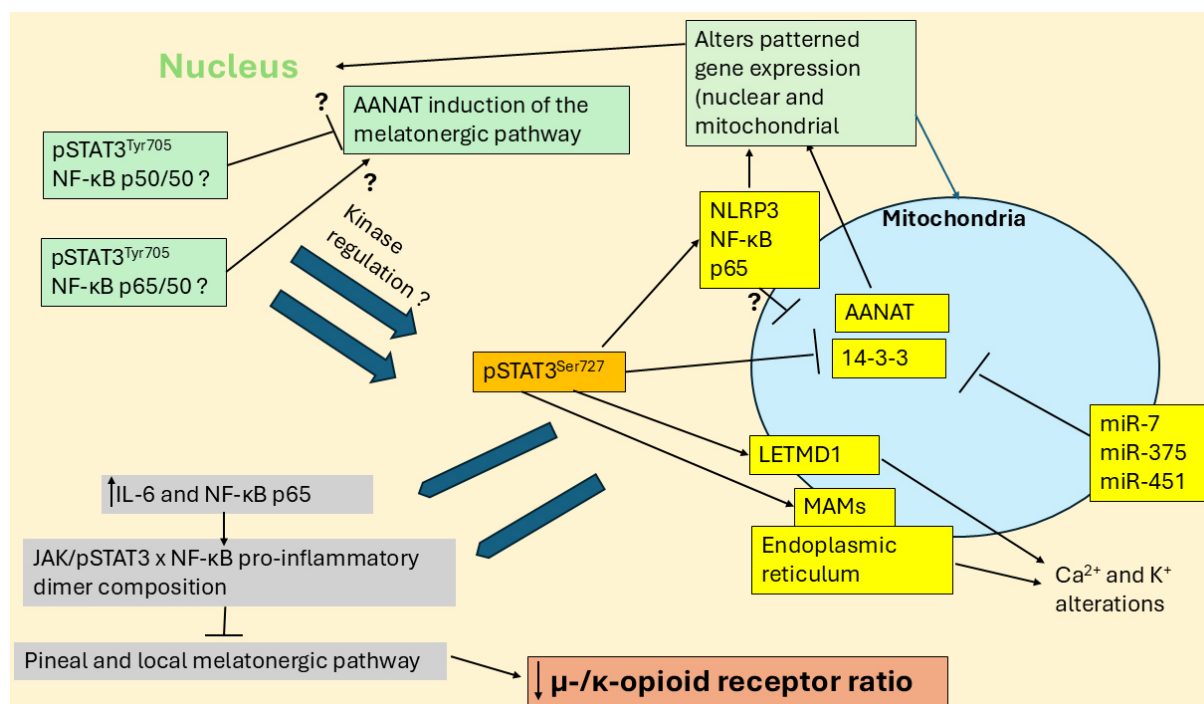 Nucleus
?
AANAT induction of the
melatonergic pathway
Alters patterned
gene expression
(nuclear and
mitochondrial
pSTAT3Tyr705
NF-κB p50/50 ?
?
pSTAT3Tyr705
NF-κB p65/50 ?
Kinase
regulation ?
NLRP3
NF-κB
p65
?
Mitochondria
AANAT
14-3-3
pSTAT3Ser727
miR-7
miR-375
miR-451
LETMD1
MAMs
Endoplasmic
reticulum
Ca2+ and K+
alterations
↑IL-6 and NF-κB p65
JAK/pSTAT3 x NF-κB pro-inflammatory
dimer composition
Pineal and local melatonergic pathway
↓ μ-/κ-opioid receptor ratio